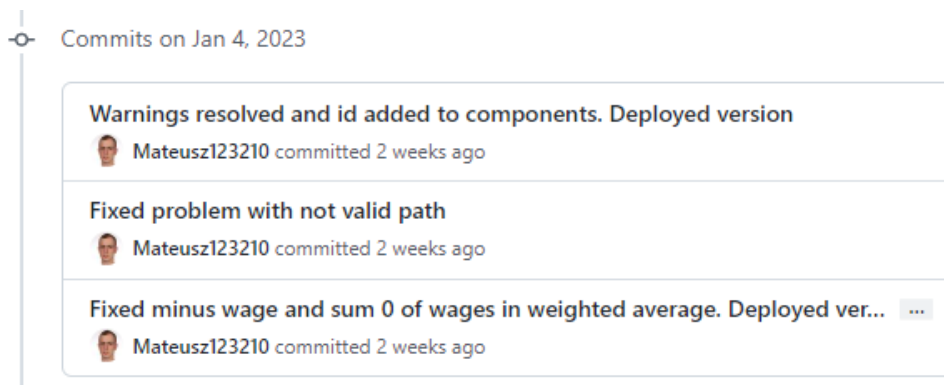 Commits on Jan 4, 2023
Warnings resolved and id added to components. Deployed version
Mateusz123210 committed 2 weeks ago
Fixed problem with not valid path
Mateusz123210 committed 2 weeks ago
Fixed minus wage and sum 0 of wages in weighted average. Deployed ver... ...
Mateusz123210 committed 2 weeks ago